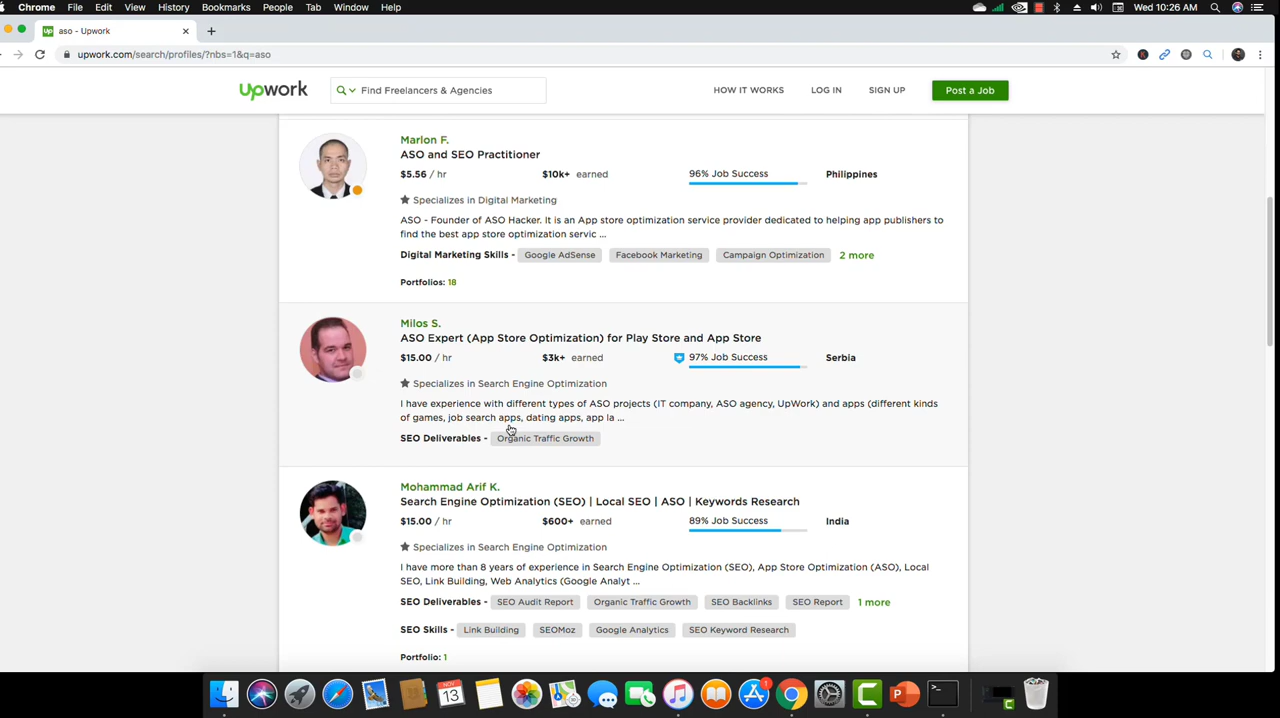 Chrome File Edit View History Bookmarks People Tab Window Help Wed 10:26 AM
aso - Upwork
upwork.com/search/profiles/?nbs=1&q=aso
upwork Find Freelancers & Agencies HOW IT WORKS LOG IN SIGN UP Post a Job
Marlon F.
ASO and SEO Practitioner
$5.56 / hr $10k+ earned 96% Job Success Philippines
Specializes in Digital Marketing
ASO - Founder of ASO Hacker. It is an App store optimization service provider dedicated to helping app publishers to
find the best app store optimization servic ...
Digital Marketing Skills - Google AdSense Facebook Marketing Campaign Optimization 2 more
Portfolios: 18
Milos S.
ASO Expert (App Store Optimization) for Play Store and App Store
$15.00 / hr $3k+ earned 97% Job Success Serbia
Specializes in Search Engine Optimization
I have experience with different types of ASO projects (IT company, ASO agency, UpWork) and apps (different kinds
of games, job search apps, dating apps, app la ...
SEO Deliverables - Organic Traffic Growth
Mohammad Arif K.
Search Engine Optimization (SEO) | Local SEO | ASO | Keywords Research
$15.00 / hr $600+ earned 89% Job Success India
Specializes in Search Engine Optimization
I have more than 8 years of experience in Search Engine Optimization (SEO), App Store Optimization (ASO), Local
SEO, Link Building, Web Analytics (Google Analyt ...
SEO Deliverables - SEO Audit Report Organic Traffic Growth SEO Backlinks SEO Report 1 more
SEO Skills - Link Building SEOMoz Google Analytics SEO Keyword Research
Portfolio: 1
NOV
13
1